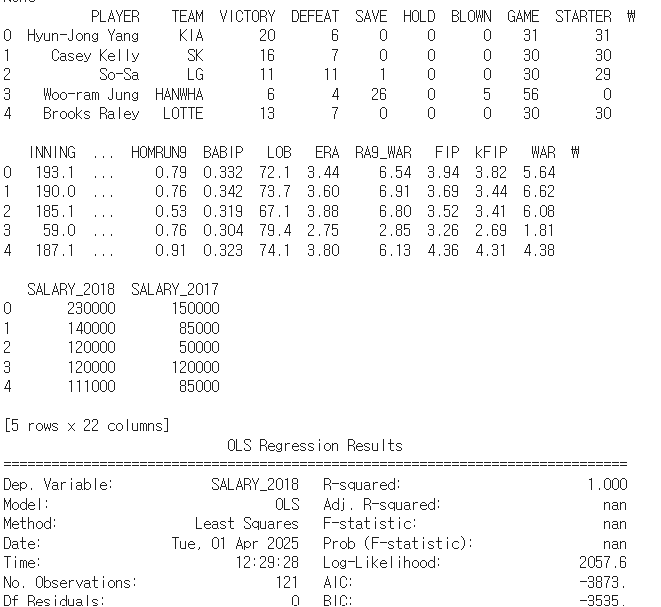 None
PLAYER TEAM VICTORY DEFEAT SAVE HOLD BLOWN GAME STARTER ₩
0 Hyun-Jong Yang KIA 20 6 0 0 0 31 31
1 Casey Kelly SK 16 7 0 0 0 30 30
2 So-Sa LG 11 11 1 0 0 30 29
3 Woo-ram Jung HANWHA 6 4 26 0 5 56 0
4 Brooks Raley LOTTE 13 7 0 0 0 30 30
INNING ... HOMRUN9 BABIP LOB ERA RA9_WAR FIP kFIP WAR ₩
0 193.1 ... 0.79 0.332 72.1 3.44 6.54 3.94 3.82 5.64
1 190.0 ... 0.76 0.342 73.7 3.60 6.91 3.69 3.44 6.62
2 185.1 ... 0.53 0.319 67.1 3.88 6.80 3.52 3.41 6.08
3 59.0 ... 0.76 0.304 79.4 2.75 2.85 3.26 2.69 1.81
4 187.1 ... 0.91 0.323 74.1 3.80 6.13 4.36 4.31 4.38
SALARY_2018 SALARY_2017
0 230000 150000
1 140000 85000
2 120000 50000
3 120000 120000
4 111000 85000
[5 rows x 22 columns]
OLS Regression Results
==============================================================================
Dep. Variable: SALARY_2018 R-squared: 1.000
Model: OLS Adj. R-squared: nan
Method: Least Squares F-statistic: nan
Date: Tue, 01 Apr 2025 Prob (F-statistic): nan
Time: 12:29:28 Log-Likelihood: 2057.6
No. Observations: 121 AIC: -3873.
Df Residuals: 0 BIC: -3535.